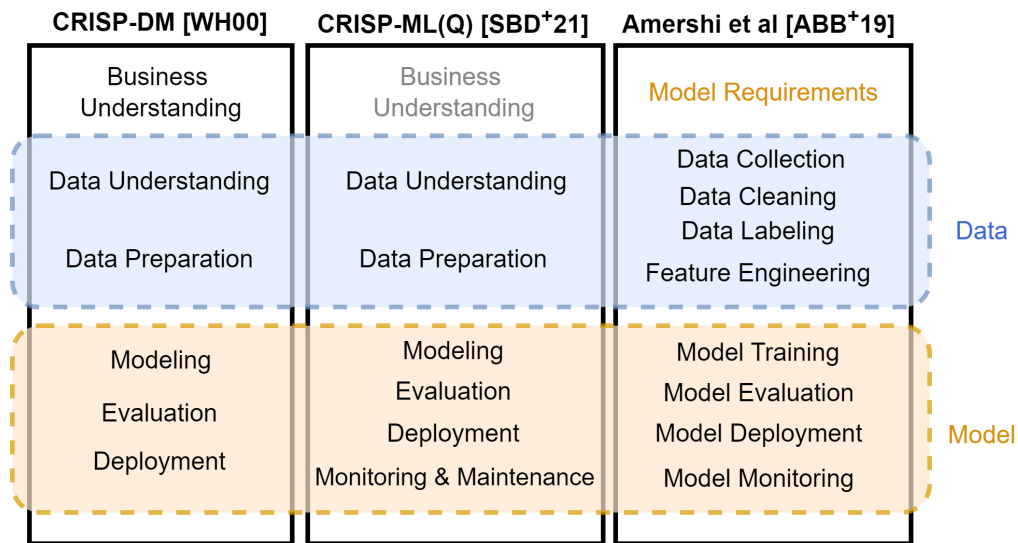 CRISP-DM [WH00]
CRISP-ML(Q) [SBD+21]
Amershi et al [ABB+19]
Business
Understanding
Data Understanding
Data Preparation
Modeling
Evaluation
Deployment
Business
Understanding
Data Understanding
Data Preparation
Modeling
Evaluation
Deployment
Monitoring & Maintenance
Model Requirements
Data Collection
Data Cleaning
Data Labeling
Feature Engineering
Model Training
Model Evaluation
Model Deployment
Model Monitoring
Data
Model